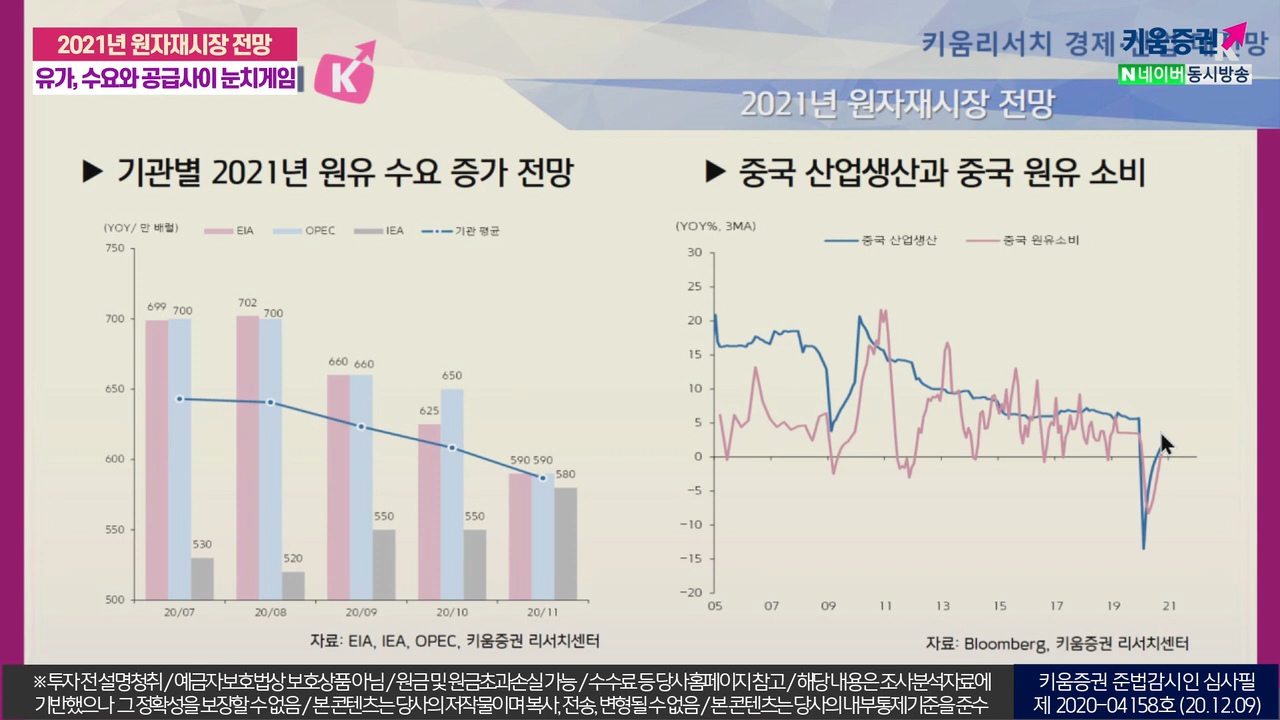 2021년 원자재시장 전망
유가, 수요와 공급사이 눈치게임
K
키움리서치 경제
망
키움증권
N 네이버 동시방송
2021년 원자재시장 전망
▶ 기관별 2021년 원유 수요 증가 전망
(YOY/ 만 배럴)
EIA OPEC IEA 기관 평균
750
700
650
600
550
500
699 700 530
702 700 520
660 660 550
625 650 550
590 590 580
20/07 20/08 20/09 20/10 20/11
자료: EIA, IEA, OPEC, 키움증권 리서치센터
▶ 중국 산업생산과 중국 원유 소비
(YOY%, 3MA)
중국 산업생산 중국 원유소비
30
25
20
15
10
5
0
-5
-10
-15
-20
05 07 09 11 13 15 17 19 21
자료: Bloomberg, 키움증권 리서치센터
※ 투자 전 설명청취 / 예금자보호법상 보호상품 아님 / 원금 및 원금초과손실 가능 / 수수료 등 당사홈페이지 참고 / 해당 내용은 조사분석자료에
기반했으나 그 정확성을 보장할 수 없음 / 본 콘텐츠는 당사의 저작물이며 복사, 전송, 변형될 수 없음 / 본 콘텐츠는 당사의 내부통제기준을 준수
키움증권 준법감시인 심사필
제 2020-04158호 (20.12.09)